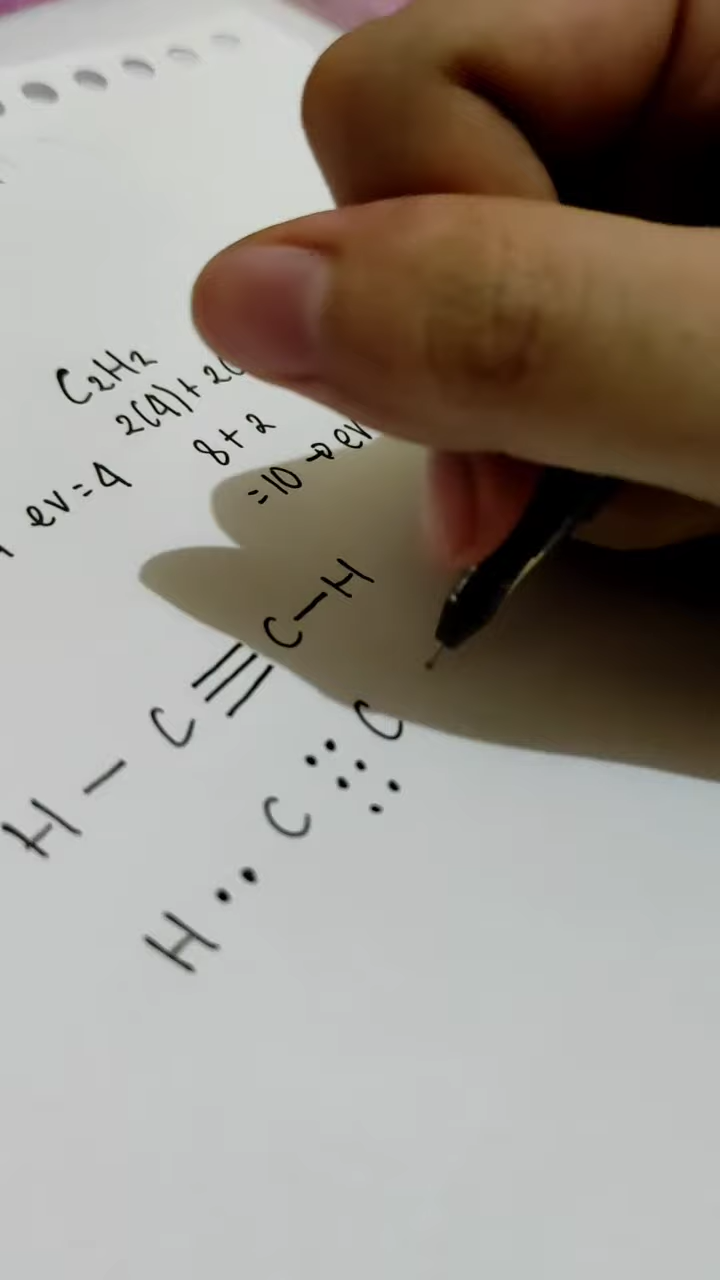 C2H2
2(4)+2(
ev=4 8+2
=10→ev
H-C≡C-H
H:C:::C